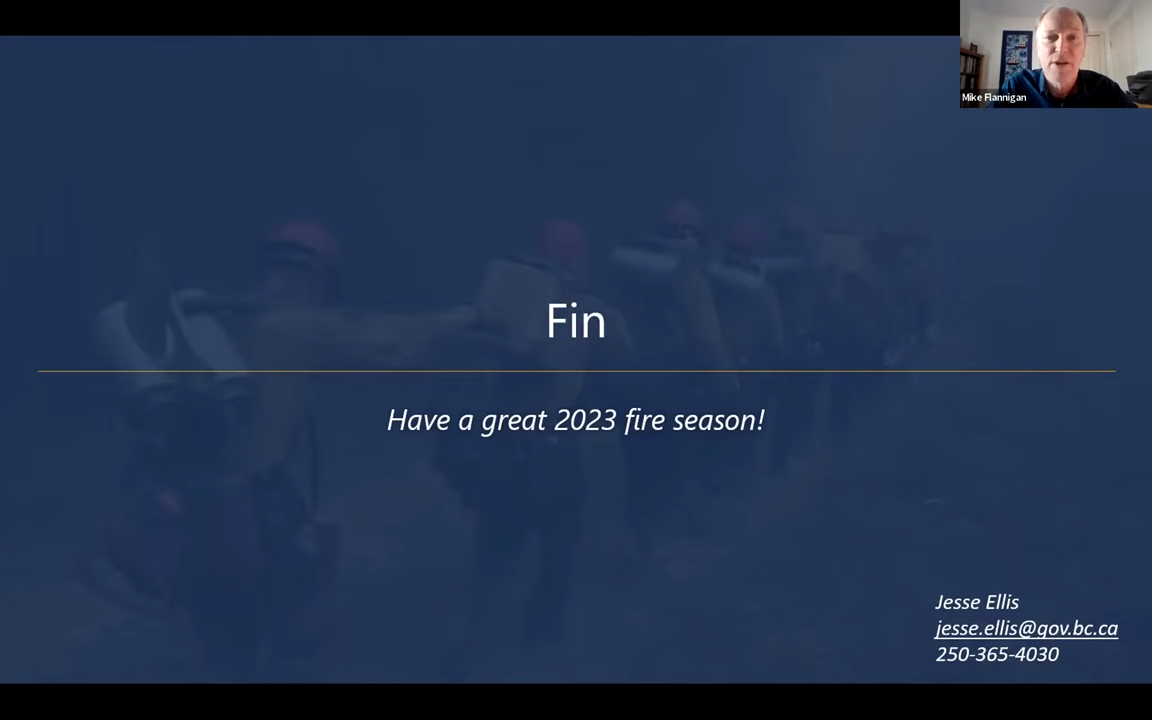 Mike Flannigan
Fin
Have a great 2023 fire season!
Jesse Ellis
jesse.ellis@gov.bc.ca
250-365-4030